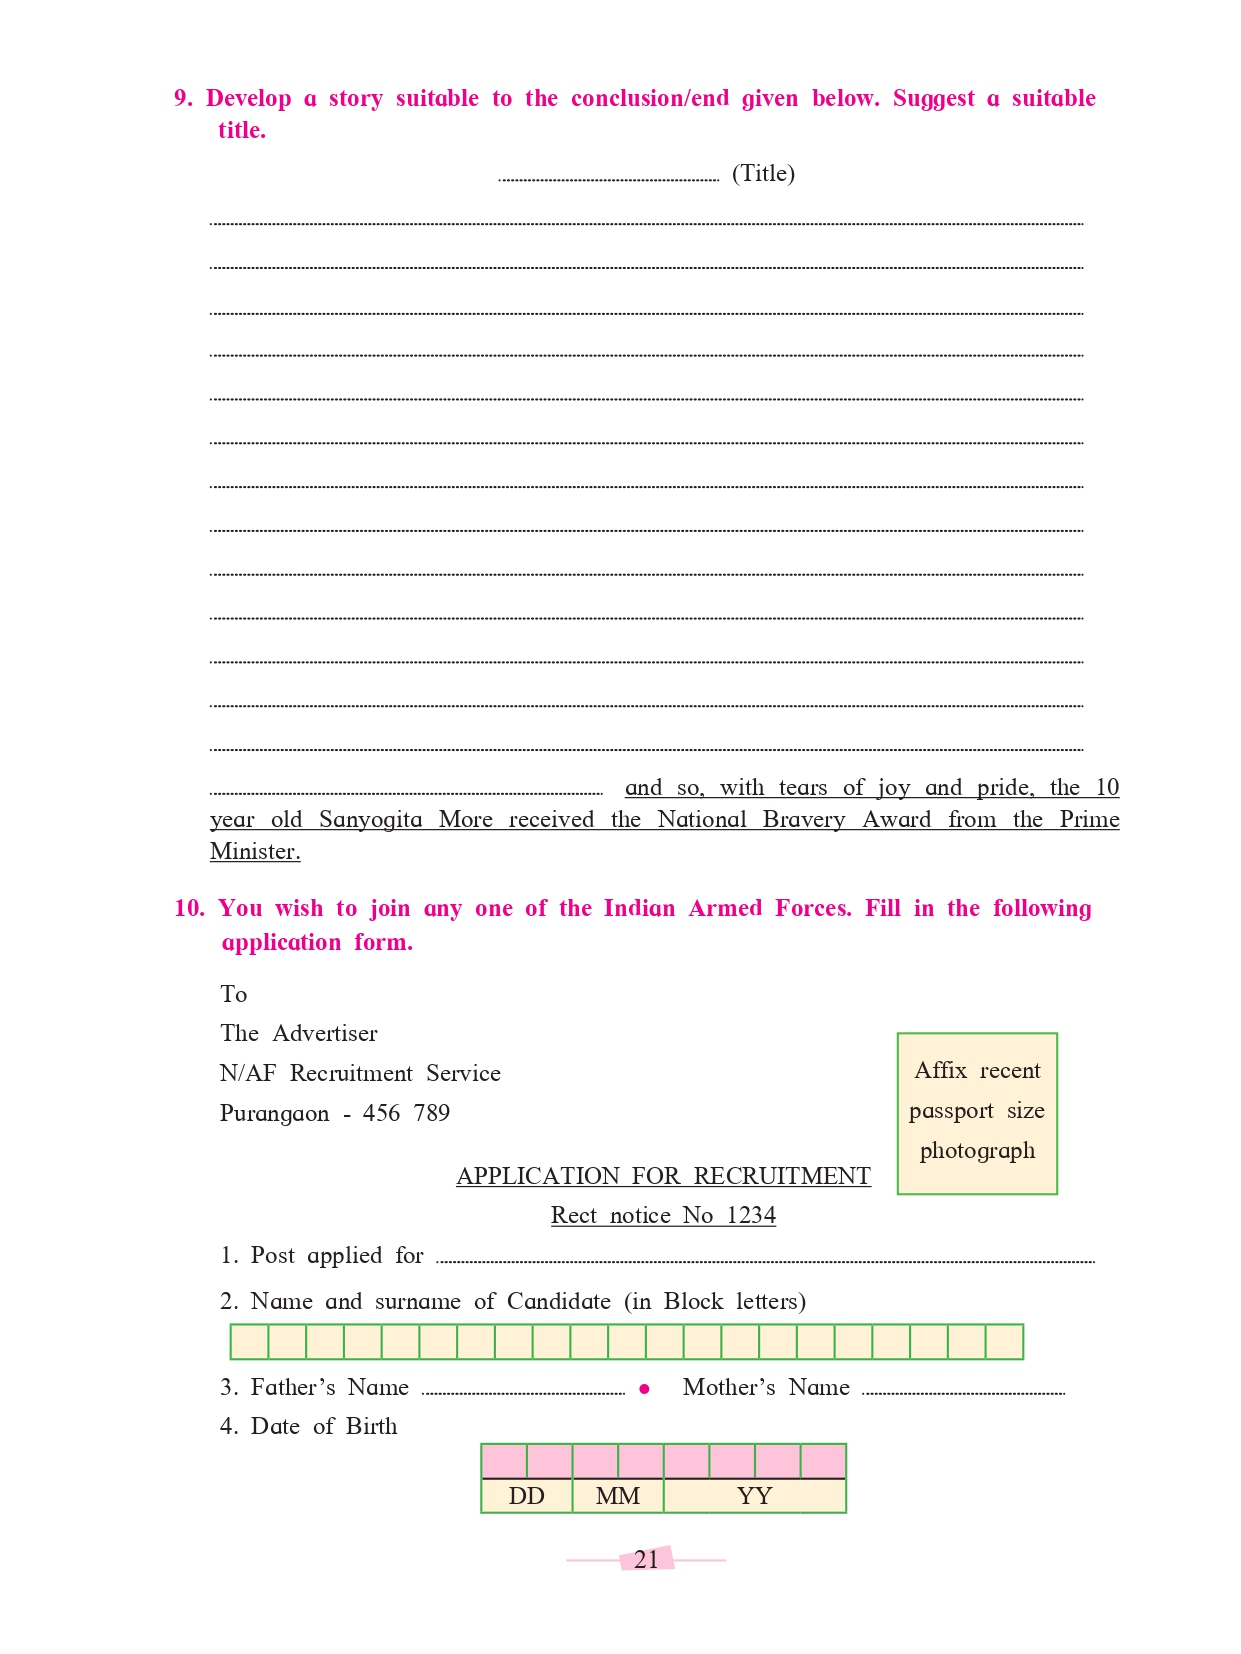 9. Develop a story suitable to the conclusion/end given below. Suggest a suitable
title.
(Title)
and so, with tears of joy and pride, the 10
year old Sanyogita More received the National Bravery Award from the Prime
Minister.
10. You wish to join any one of the Indian Armed Forces. Fill in the following
application form.
To
The Advertiser
N/AF Recruitment Service
Purangaon - 456 789
Affix recent
passport size
photograph
APPLICATION FOR RECRUITMENT
Rect notice No 1234
1. Post applied for
2. Name and surname of Candidate (in Block letters)
3. Father’s Name • Mother’s Name
4. Date of Birth
DD MM YY
21